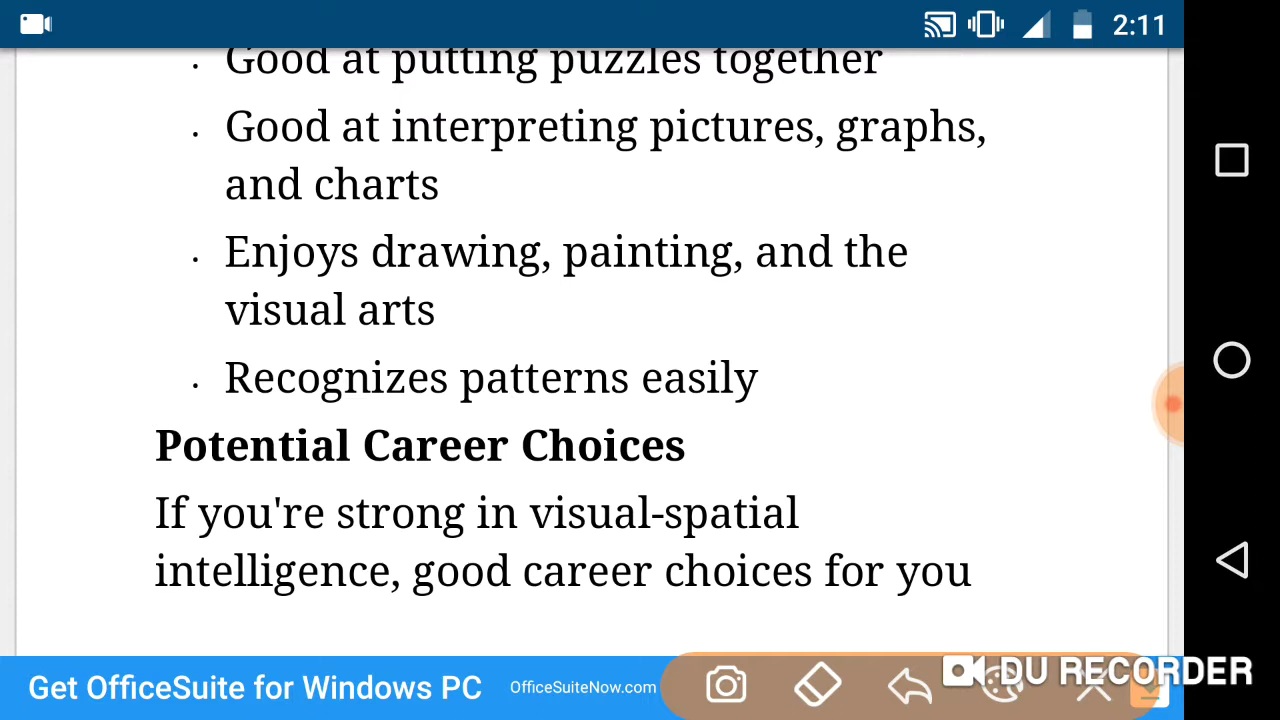 2:11
Good at putting puzzles together
Good at interpreting pictures, graphs,
and charts
Enjoys drawing, painting, and the
visual arts
Recognizes patterns easily
Potential Career Choices
If you're strong in visual-spatial
intelligence, good career choices for you
Get OfficeSuite for Windows PC
OfficeSuiteNow.com
DU RECORDER